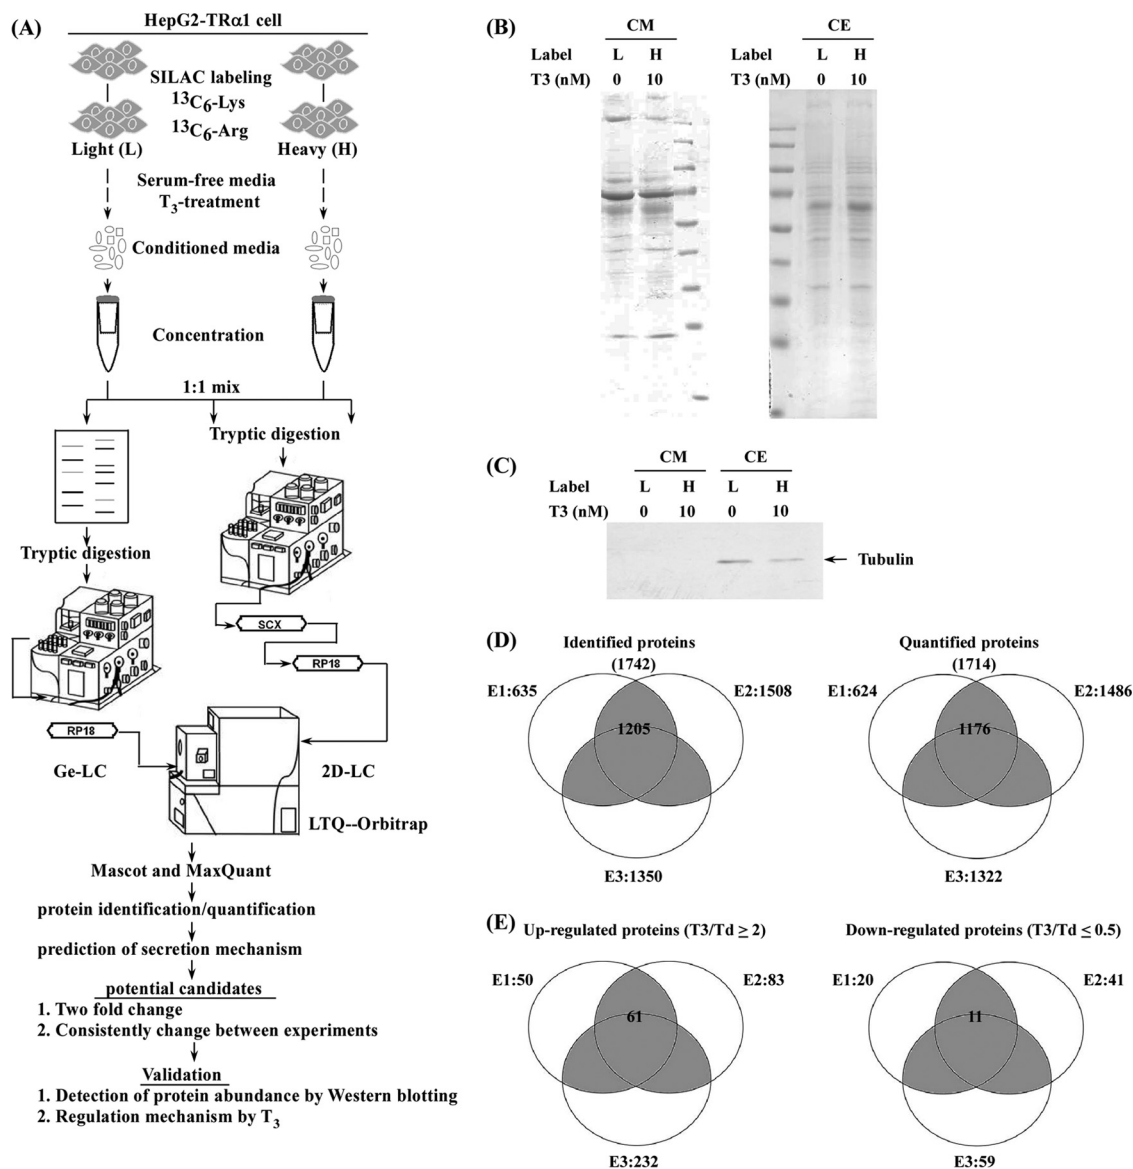 (A)
HepG2-TRα1 cell
SILAC labeling
13C6-Lys
13C6-Arg
Light (L)
Heavy (H)
Serum-free media
T3-treatment
Conditioned media
Concentration
1:1 mix
Tryptic digestion
Tryptic digestion
SCX
RP18
RP18
Ge-LC
2D-LC
LTQ--Orbitrap
Mascot and MaxQuant
protein identification/quantification
prediction of secretion mechanism
potential candidates
1. Two fold change
2. Consistently change between experiments
Validation
1. Detection of protein abundance by Western blotting
2. Regulation mechanism by T3
(B)
CM
CE
Label L H L H
T3 (nM) 0 10 0 10
(C)
CM CE
Label L H L H
T3 (nM) 0 10 0 10
Tubulin
(D)
Identified proteins
(1742)
E1:635
E2:1508
1205
E3:1350
Quantified proteins
(1714)
E1:624
E2:1486
1176
E3:1322
(E)
Up-regulated proteins (T3/Td ≥ 2)
E1:50
E2:83
61
E3:232
Down-regulated proteins (T3/Td ≤ 0.5)
E1:20
E2:41
11
E3:59